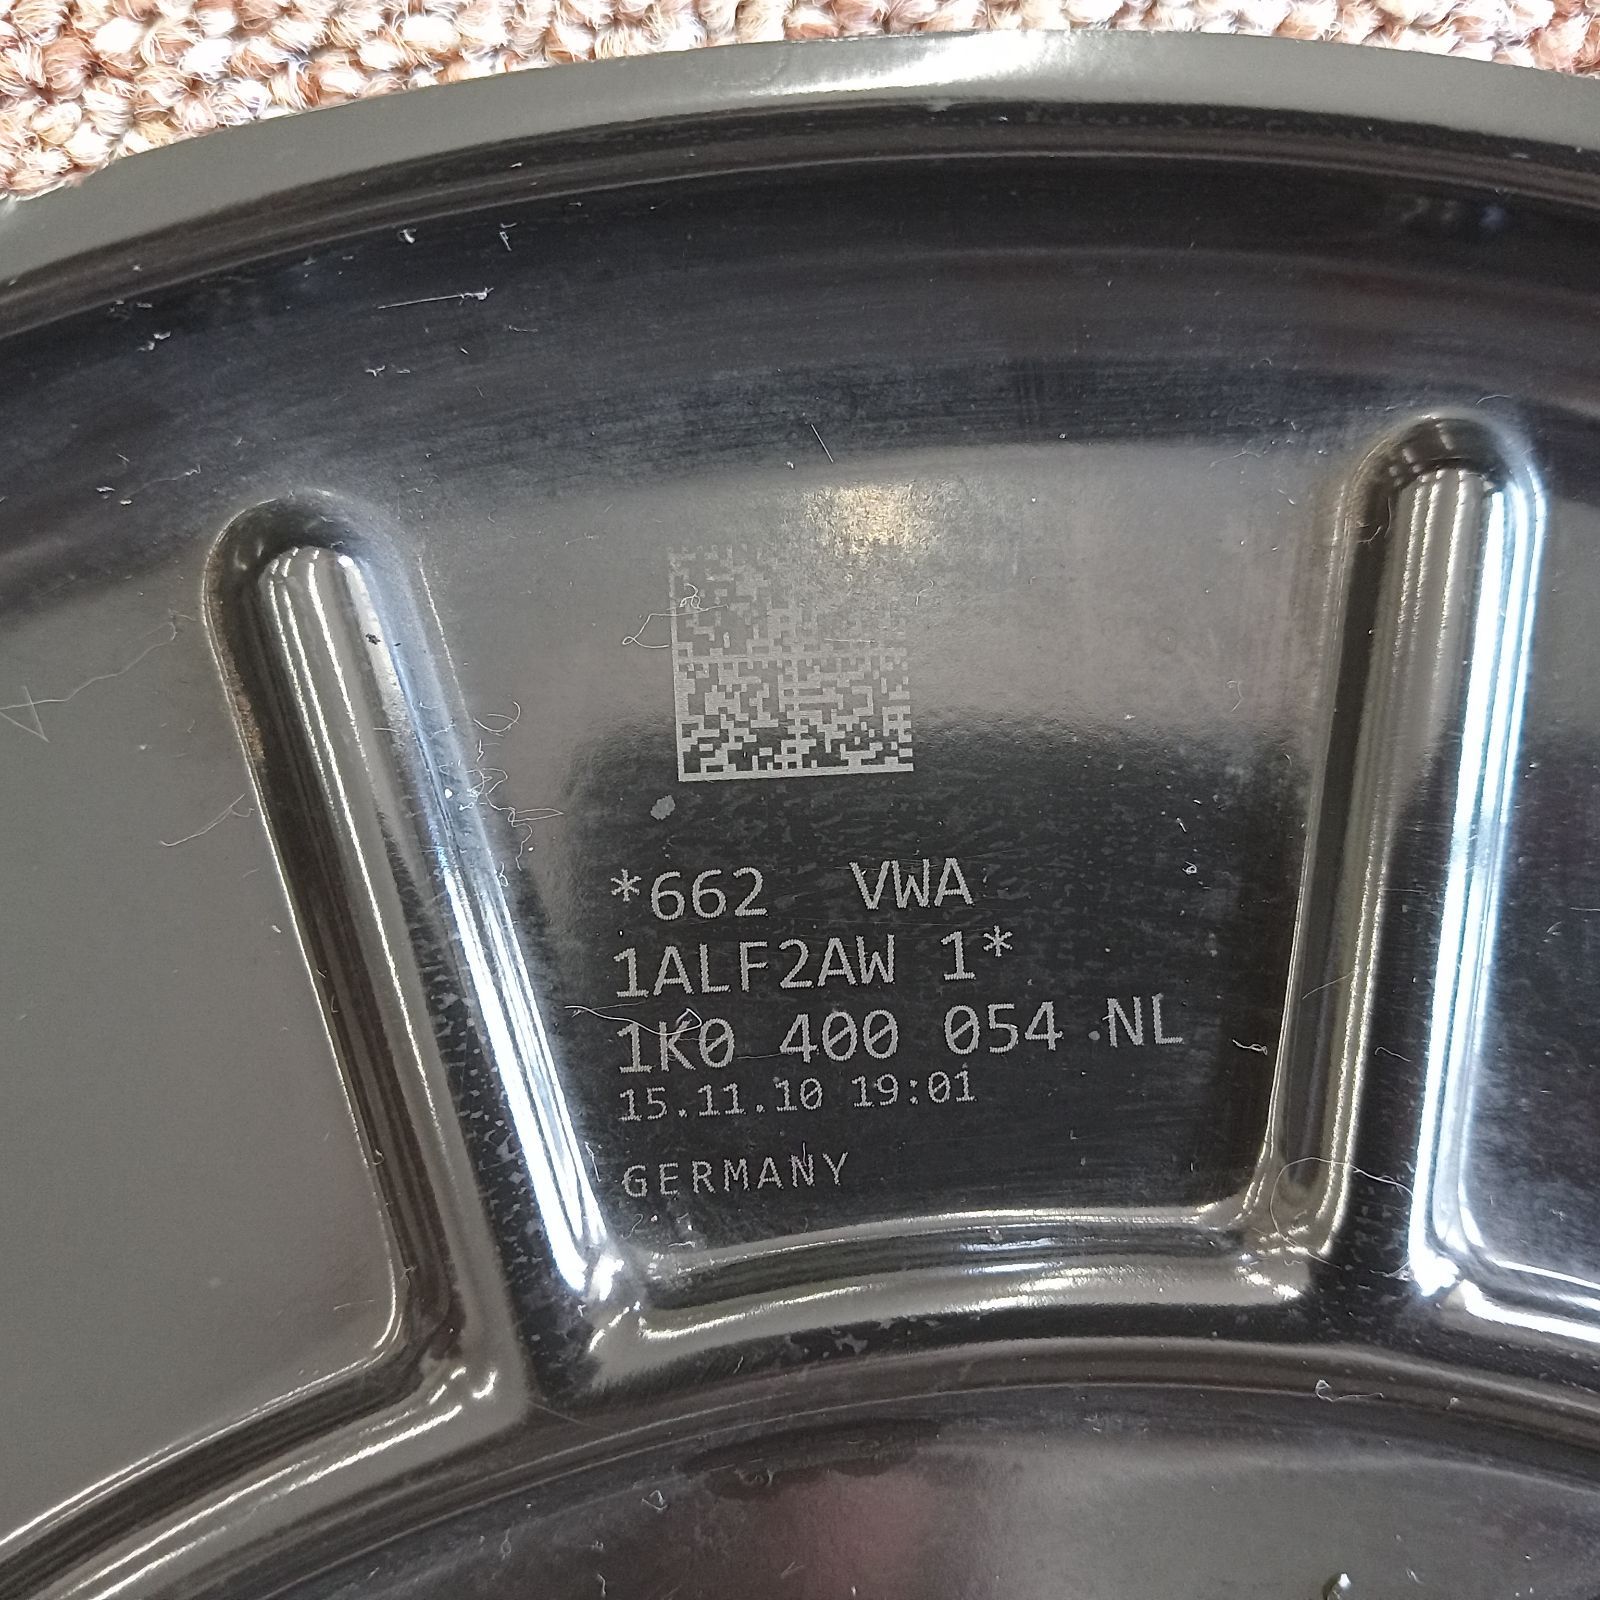 *662 VWA
1ALF2AW 1*
1K0 400 054 NL
15.11.10 19:01
GERMANY